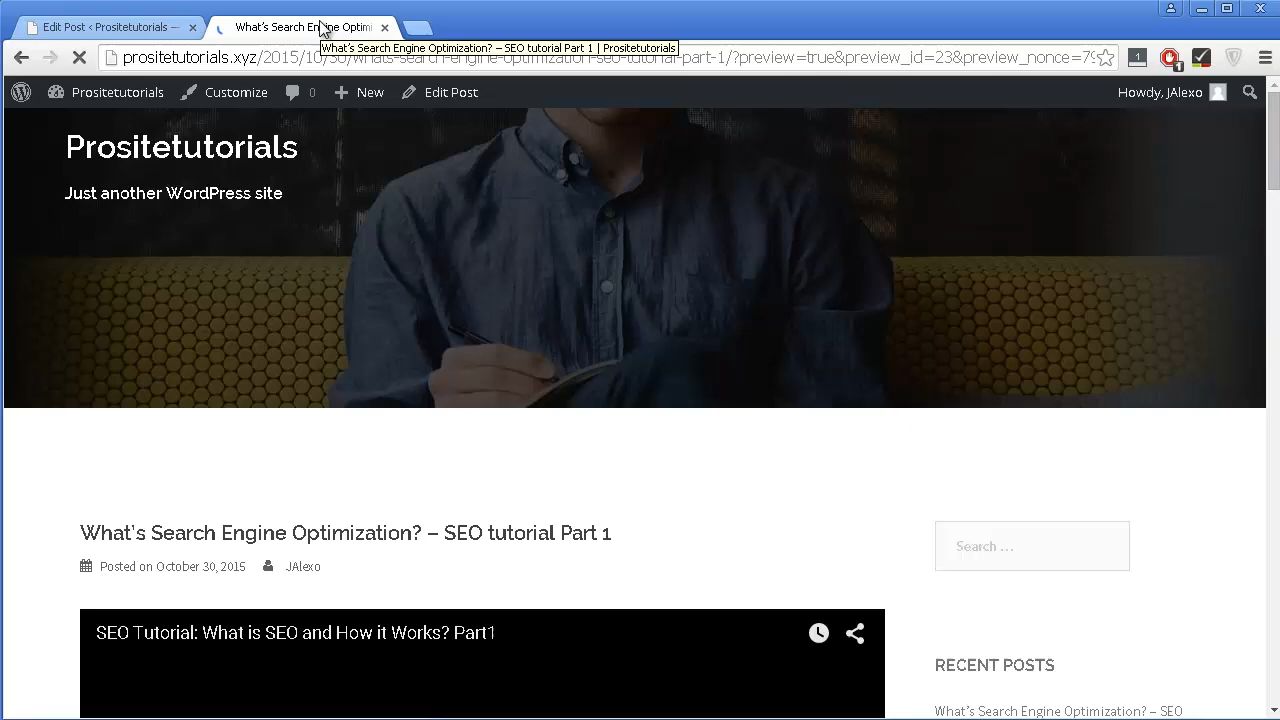 Edit Post ‹ Prositetutorials —
What's Search Engine Optimi
What's Search Engine Optimization? – SEO tutorial Part 1 | Prositetutorials
prositetutorials.xyz/2015/10/30/whats-search-engine-optimization-seo-tutorial-part-1/?preview=true&preview_id=23&preview_nonce=79
1
1
Prositetutorials
Customize
0
New
Edit Post
Howdy, JAlexo
Prositetutorials
Just another WordPress site
What's Search Engine Optimization? – SEO tutorial Part 1
Posted on October 30, 2015
JAlexo
Search …
SEO Tutorial: What is SEO and How it Works? Part1
RECENT POSTS
What's Search Engine Optimization? – SEO